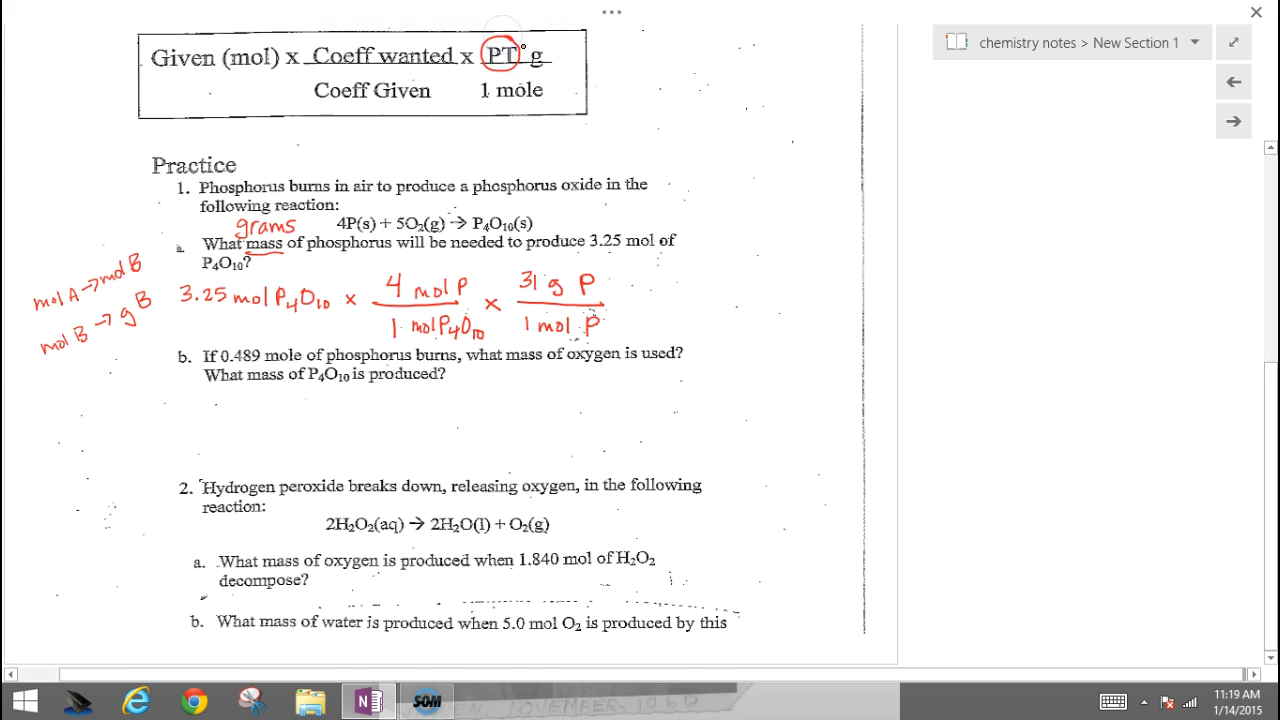 chemistry notes > New Section 1
Given (mol) x Coeff wanted x PT g
Coeff Given 1 mole
Practice
1. Phosphorus burns in air to produce a phosphorus oxide in the
following reaction:
grams
4P(s) + 5O₂(g) → P₄O₁₀(s)
a. What mass of phosphorus will be needed to produce 3.25 mol of
P₄O₁₀?
mol A → mol B
mol B → g B
3.25 mol P₄O₁₀ x 4 mol P x 31 g P
1 mol P₄O₁₀ 1 mol P
b. If 0.489 mole of phosphorus burns, what mass of oxygen is used?
What mass of P₄O₁₀ is produced?
2. Hydrogen peroxide breaks down, releasing oxygen, in the following
reaction:
2H₂O₂(aq) → 2H₂O(l) + O₂(g)
a. What mass of oxygen is produced when 1.840 mol of H₂O₂
decompose?
b. What mass of water is produced when 5.0 mol O₂ is produced by this
SOM
11:19 AM
1/14/2015